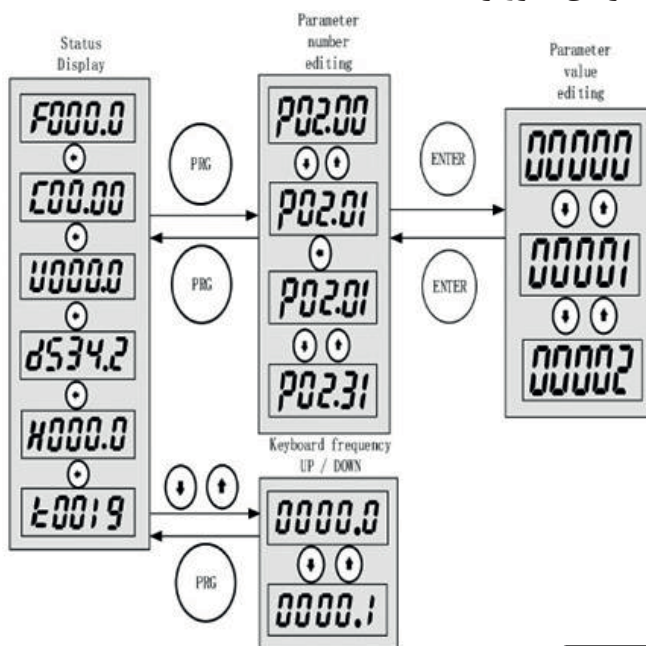 Status
Display
F000.0
C00.00
U000.0
d534.2
H000.0
t0019
PRG
PRG
Parameter
number
editing
P02.00
P02.01
P02.01
P02.31
ENTER
ENTER
Parameter
value
editing
00000
00001
00002
Keyboard frequency
UP / DOWN
PRG
0000.0
0000.1